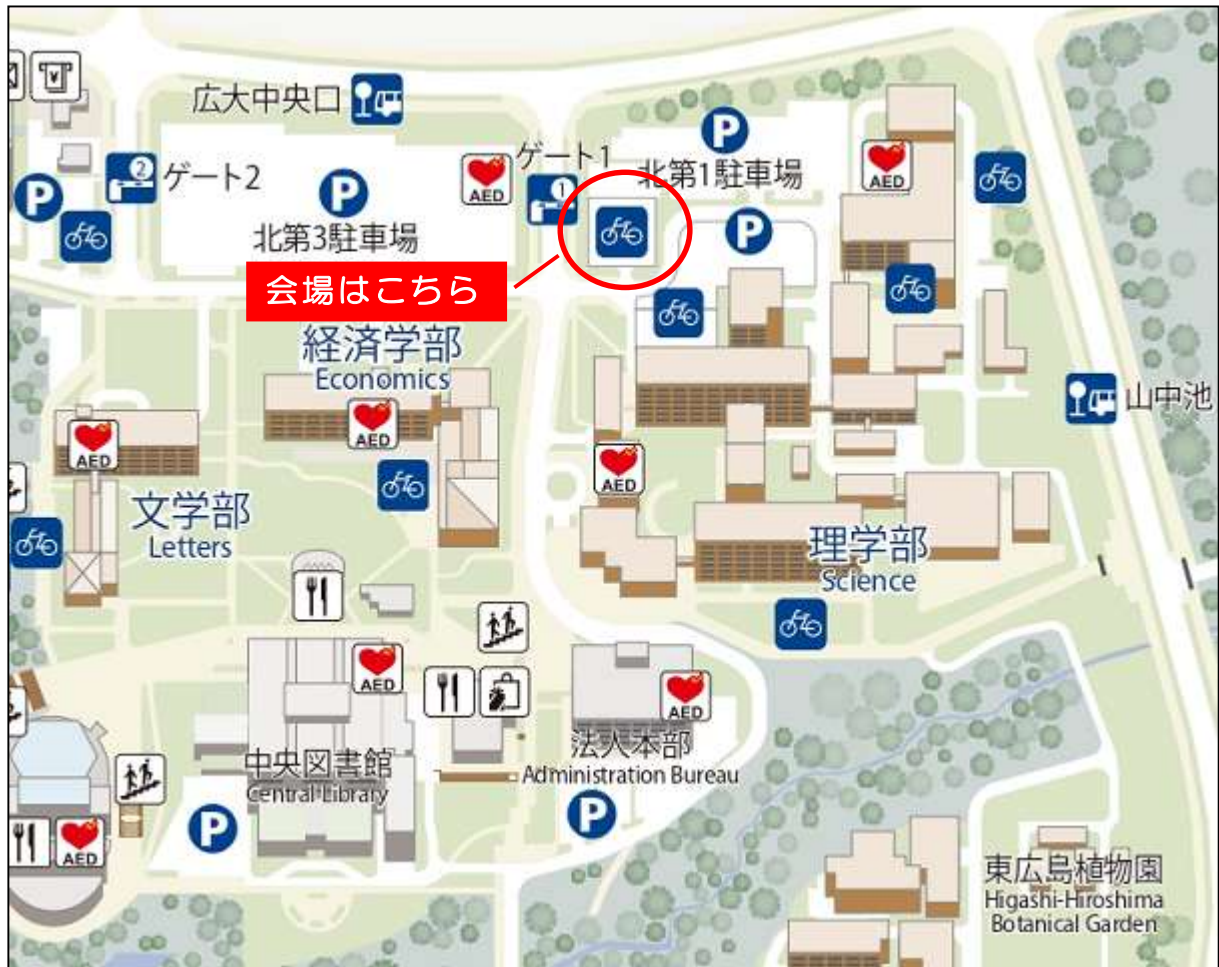 広大中央口
ゲート1
AED
P
北第1駐車場
AED
2
ゲート2
P
1
P
北第3駐車場
P
会場はこちら
経済学部
Economics
AED
山中池
AED
AED
文学部
Letters
理学部
Science
AED
AED
中央図書館
Central Library
法人本部
Administration Bureau
P
P
AED
東広島植物園
Higashi-Hiroshima
Botanical Garden